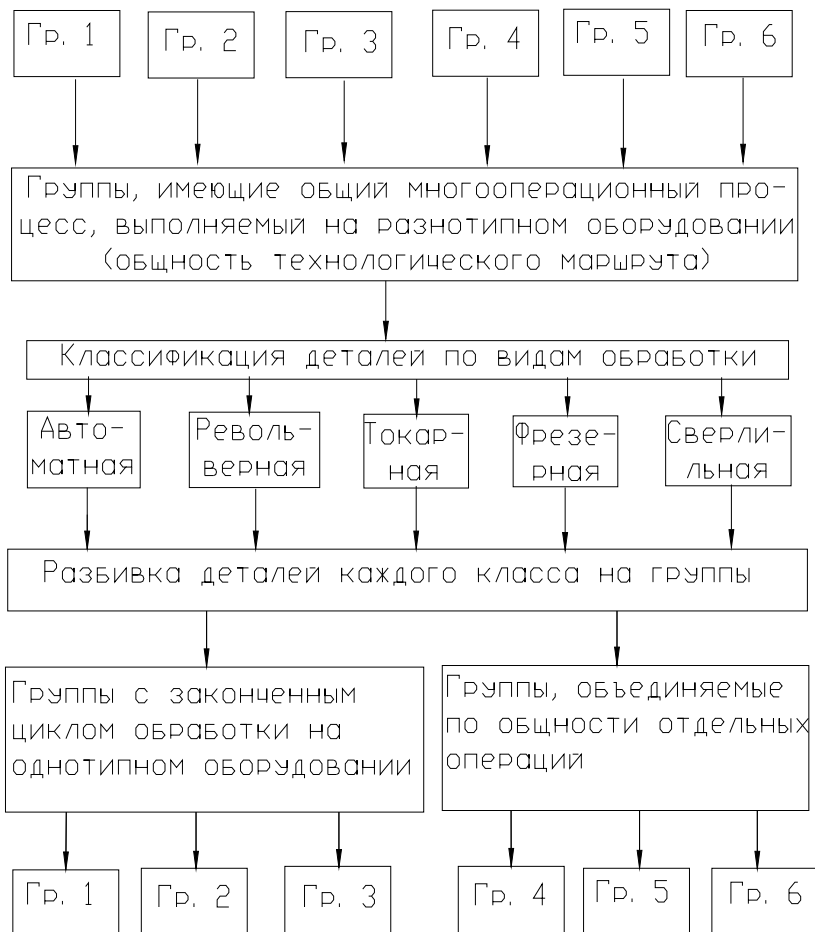 Гр. 1 Гр. 2 Гр. 3 Гр. 4 Гр. 5 Гр. 6
Группы, имеющие общий многооперационный про-
цесс, выполняемый на разнотипном оборудовании
(общность технологического маршрута)
Классификация деталей по видам обработки
Авто-
матная
Револь-
верная
Токар-
ная
Фрезе-
рная
Сверли-
льная
Разбивка деталей каждого класса на группы
Группы с законченным
циклом обработки на
однотипном оборудовании
Группы, объединяемые
по общности отдельных
операций
Гр. 1 Гр. 2 Гр. 3 Гр. 4 Гр. 5 Гр. 6